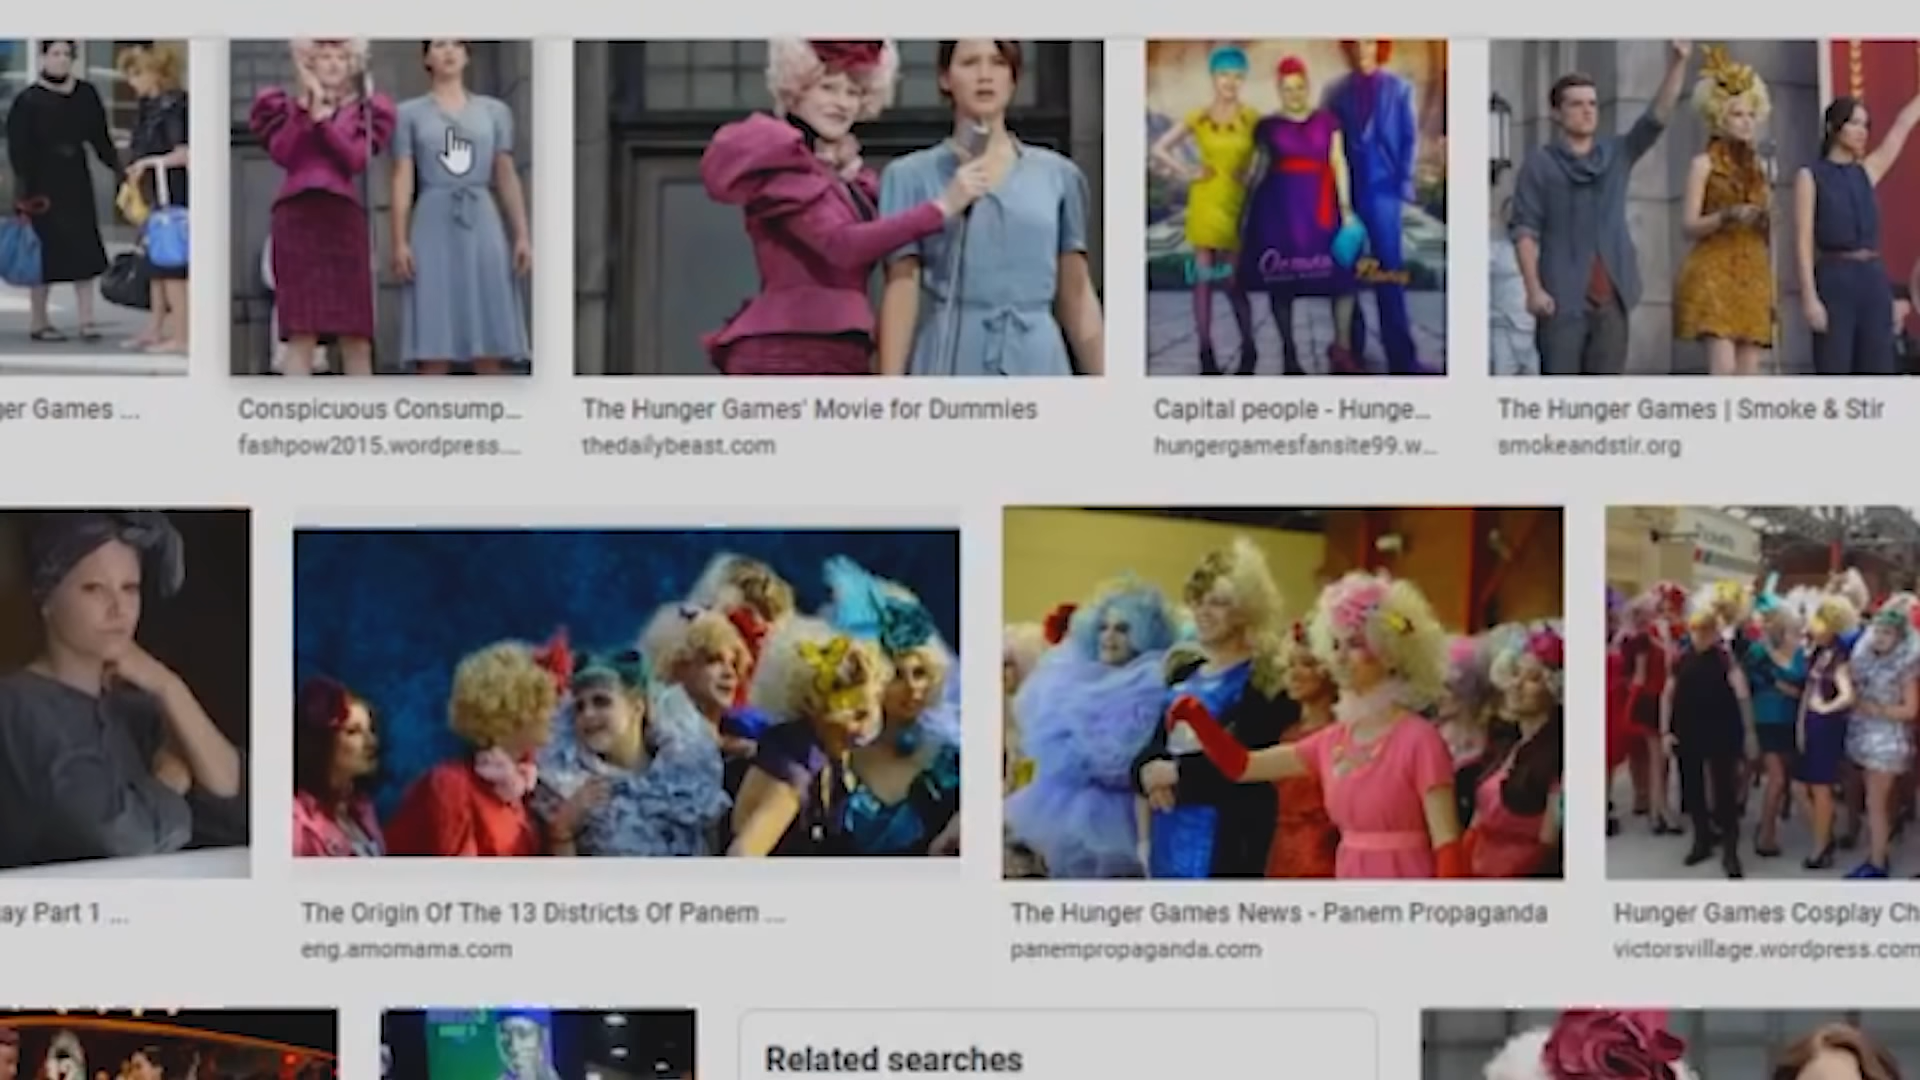 ger Games ...
Conspicuous Consump...
The Hunger Games' Movie for Dummies
Capital people - Hunge...
The Hunger Games | Smoke & Stir
fashpow2015.wordpress....
thedailybeast.com
hungergamesfansite99.w...
smokeandstir.org
ay Part 1 ...
The Origin Of The 13 Districts Of Panem ...
The Hunger Games News - Panem Propaganda
Hunger Games Cosplay Ch
eng.amomama.com
panempropaganda.com
victorsvillage.wordpress.com
Related searches